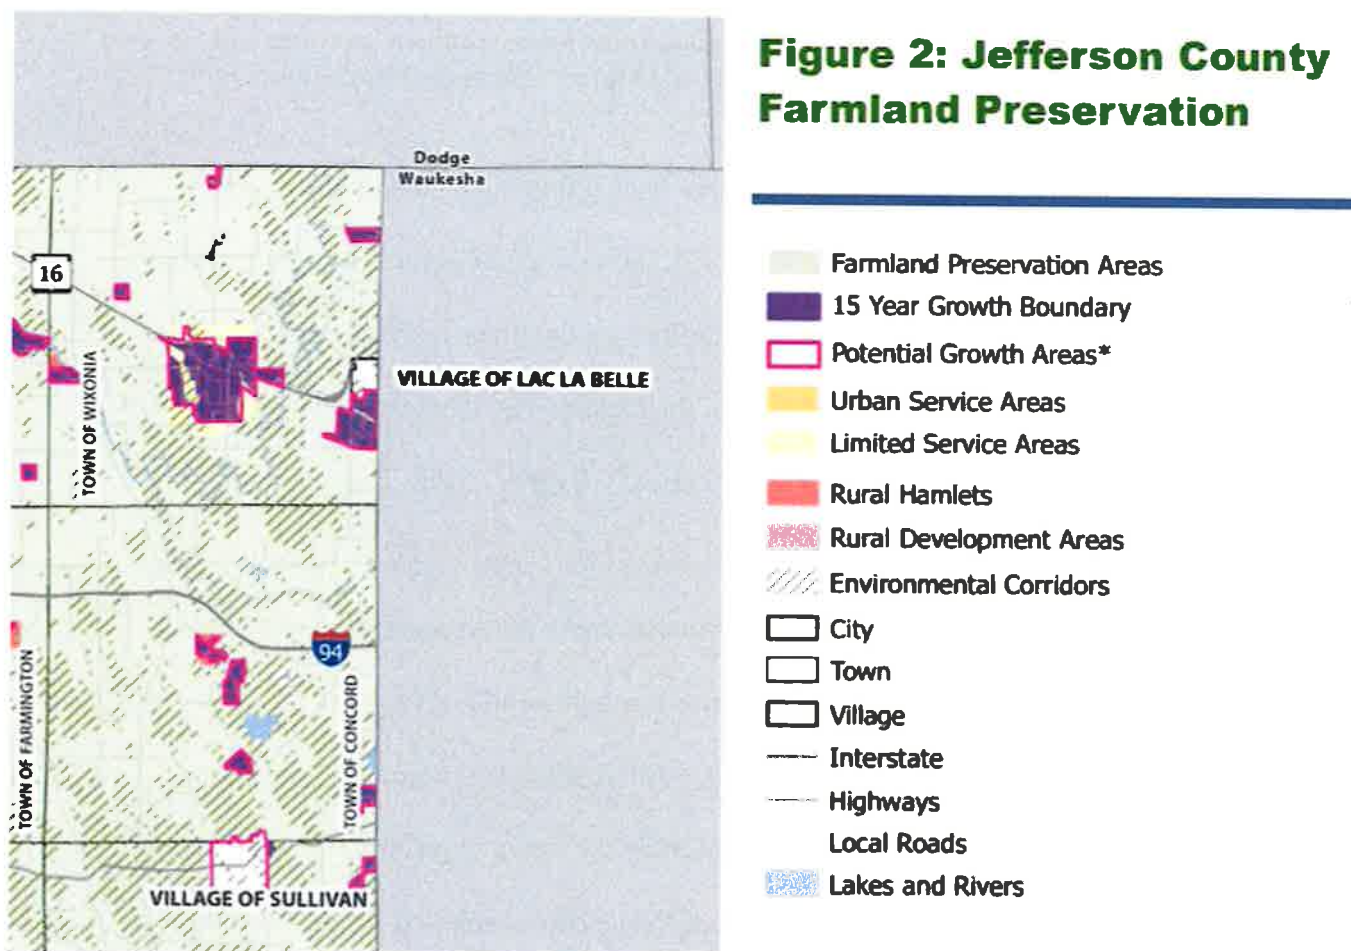 Figure 2: Jefferson County
Farmland Preservation
Dodge
Waukesha
16
TOWN OF WIXONIA
VILLAGE OF LAC LA BELLE
94
TOWN OF FARMINGTON
TOWN OF CONCORD
VILLAGE OF SULLIVAN
Farmland Preservation Areas
15 Year Growth Boundary
Potential Growth Areas*
Urban Service Areas
Limited Service Areas
Rural Hamlets
Rural Development Areas
Environmental Corridors
City
Town
Village
Interstate
Highways
Local Roads
Lakes and Rivers